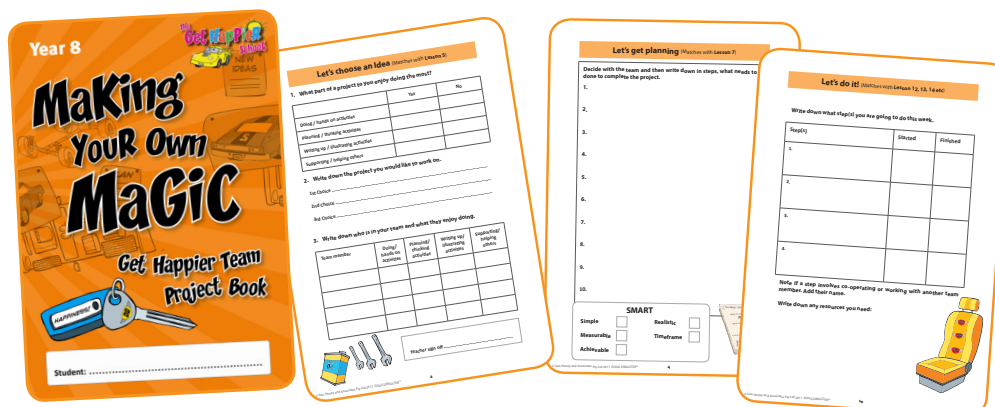 Year 8
The
Get Happier
School
NEW
IDEAS
Making
Your Own
Magic
Get Happier Team
Project Book
HAPPINESS!
Student:
Let's choose an Idea (Matches with Lesson 5)
1. What part of a project to you enjoy doing the most?
Yes No
Doing / hands on activities
Planning / thinking activities
Writing up / illustrating activities
Supporting / helping others
2. Write down the project you would like to work on.
1st Choice
2nd Choice
3rd Choice
3. Write down who is in your team and what they enjoy doing.
Team member
Doing/ hands on activities
Planning/ thinking activities
Writing up/ illustrating activities
Supporting/ helping others
Teacher sign off
Let's get planning (Matches with Lesson 7)
Decide with the team and then write down in steps, what needs to
done to complete the project.
1.
2.
3.
4.
5.
6.
7.
8.
9.
10.
SMART
Simple Realistic
Measurable Timeframe
Achievable
4
Let's do it! (Matches with Lesson 12, 13, 14 etc)
Write down what step(s) you are going to do this week.
Step(s) Started Finished
1.
2.
3.
4.
Note if a step involves co-operating or working with another team
member. Add their name.
Write down any resources you need: